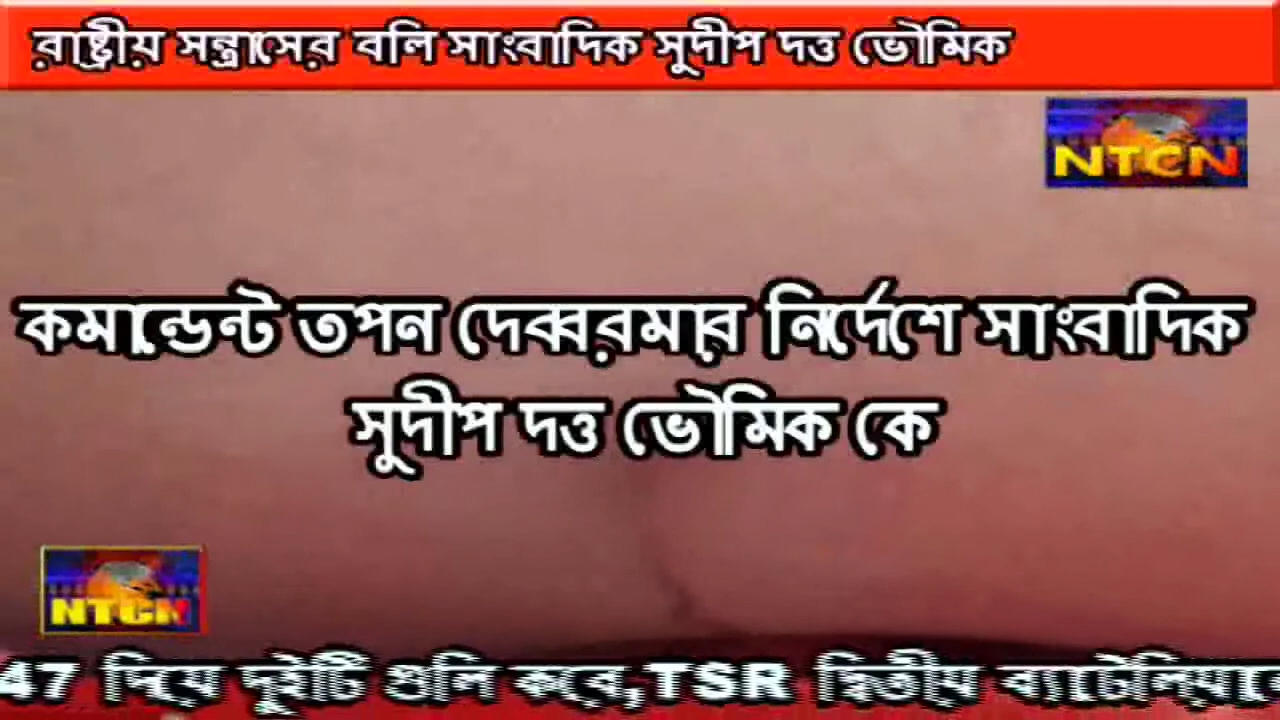 রাষ্ট্রীয় সন্ত্রাসের বলি সাংবাদিক সুদীপ দত্ত ভৌমিক
NTCN
কমান্ডেন্ট তপন দেব্বরমার নির্দেশে সাংবাদিক
সুদীপ দত্ত ভৌমিক কে
NTCN
47 দিয়ে দুইটি গুলি করে,TSR দ্বিতীয় ব্যাটেলিয়ানে